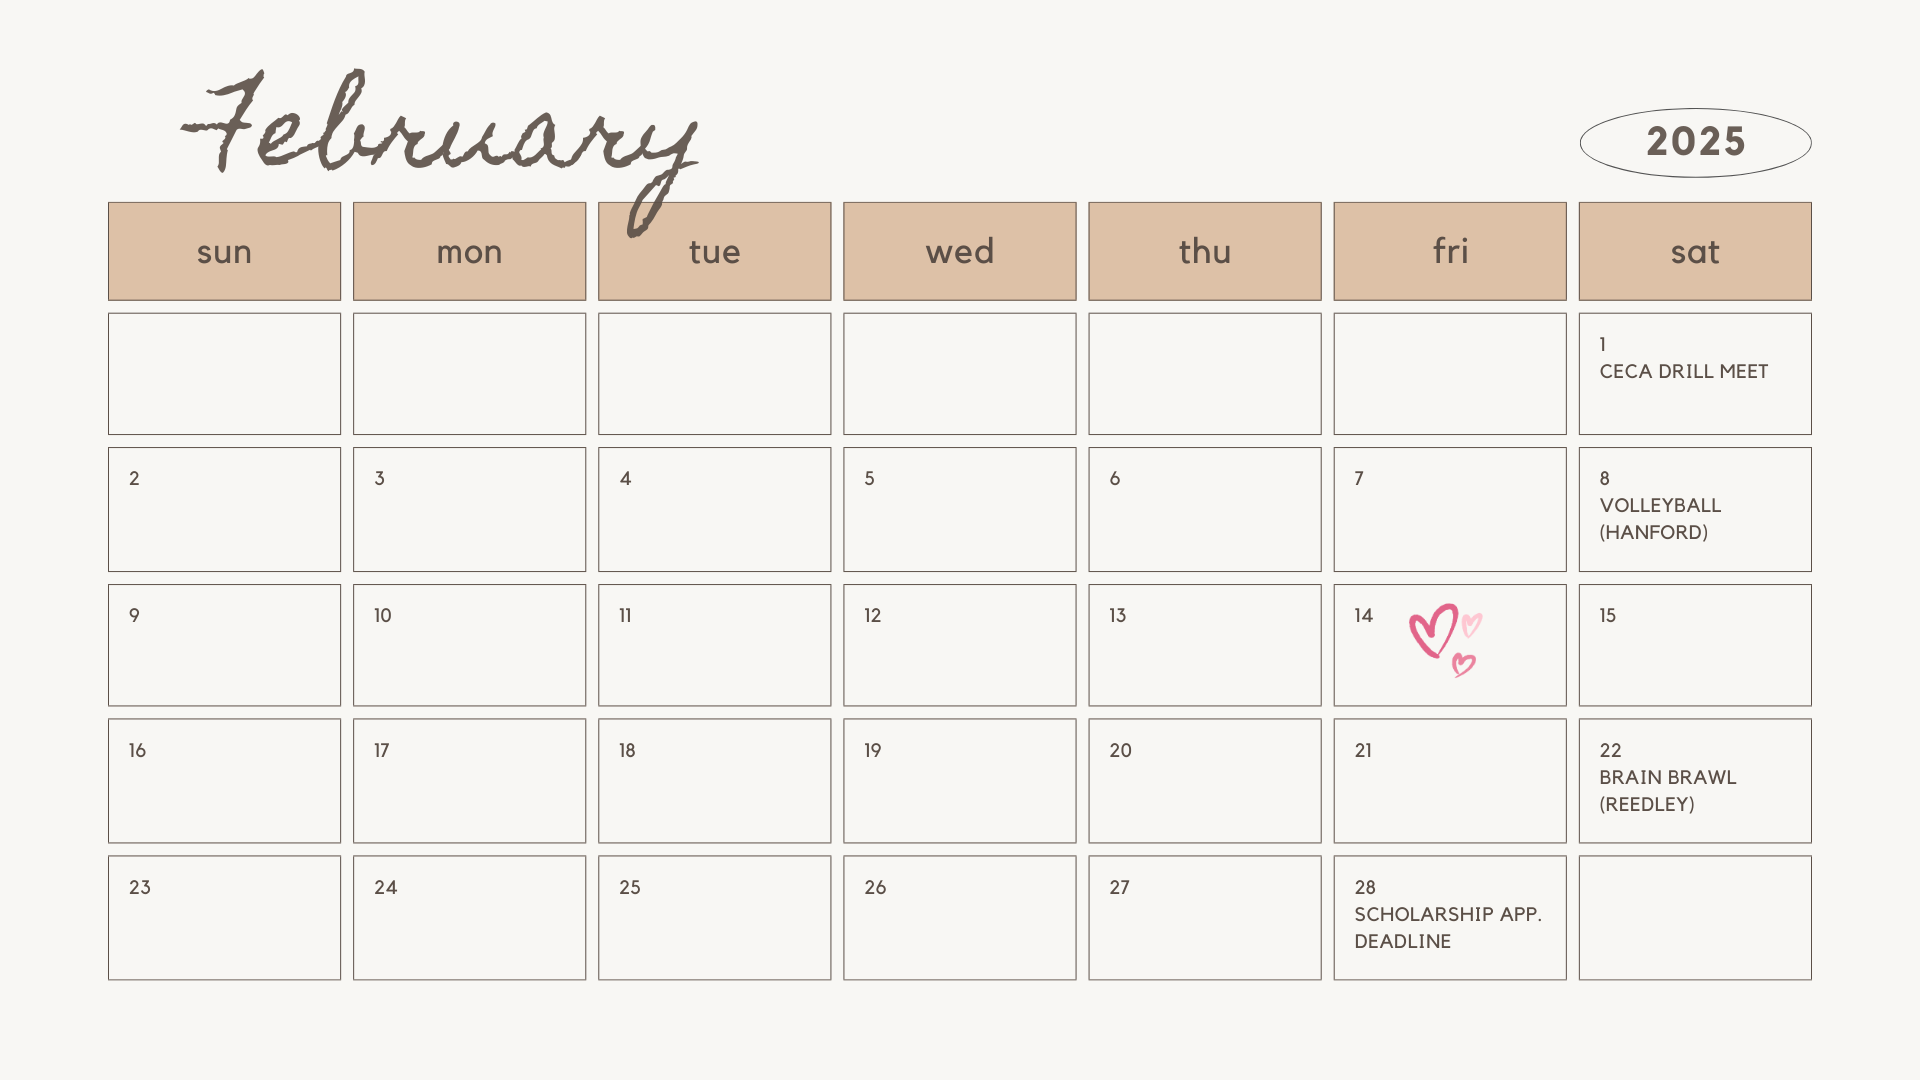 February
2025
sun
mon
tue
wed
thu
fri
sat
1
CECA DRILL MEET
2
3
4
5
6
7
8
VOLLEYBALL
(HANFORD)
9
10
11
12
13
14
15
16
17
18
19
20
21
22
BRAIN BRAWL
(REEDLEY)
23
24
25
26
27
28
SCHOLARSHIP APP.
DEADLINE